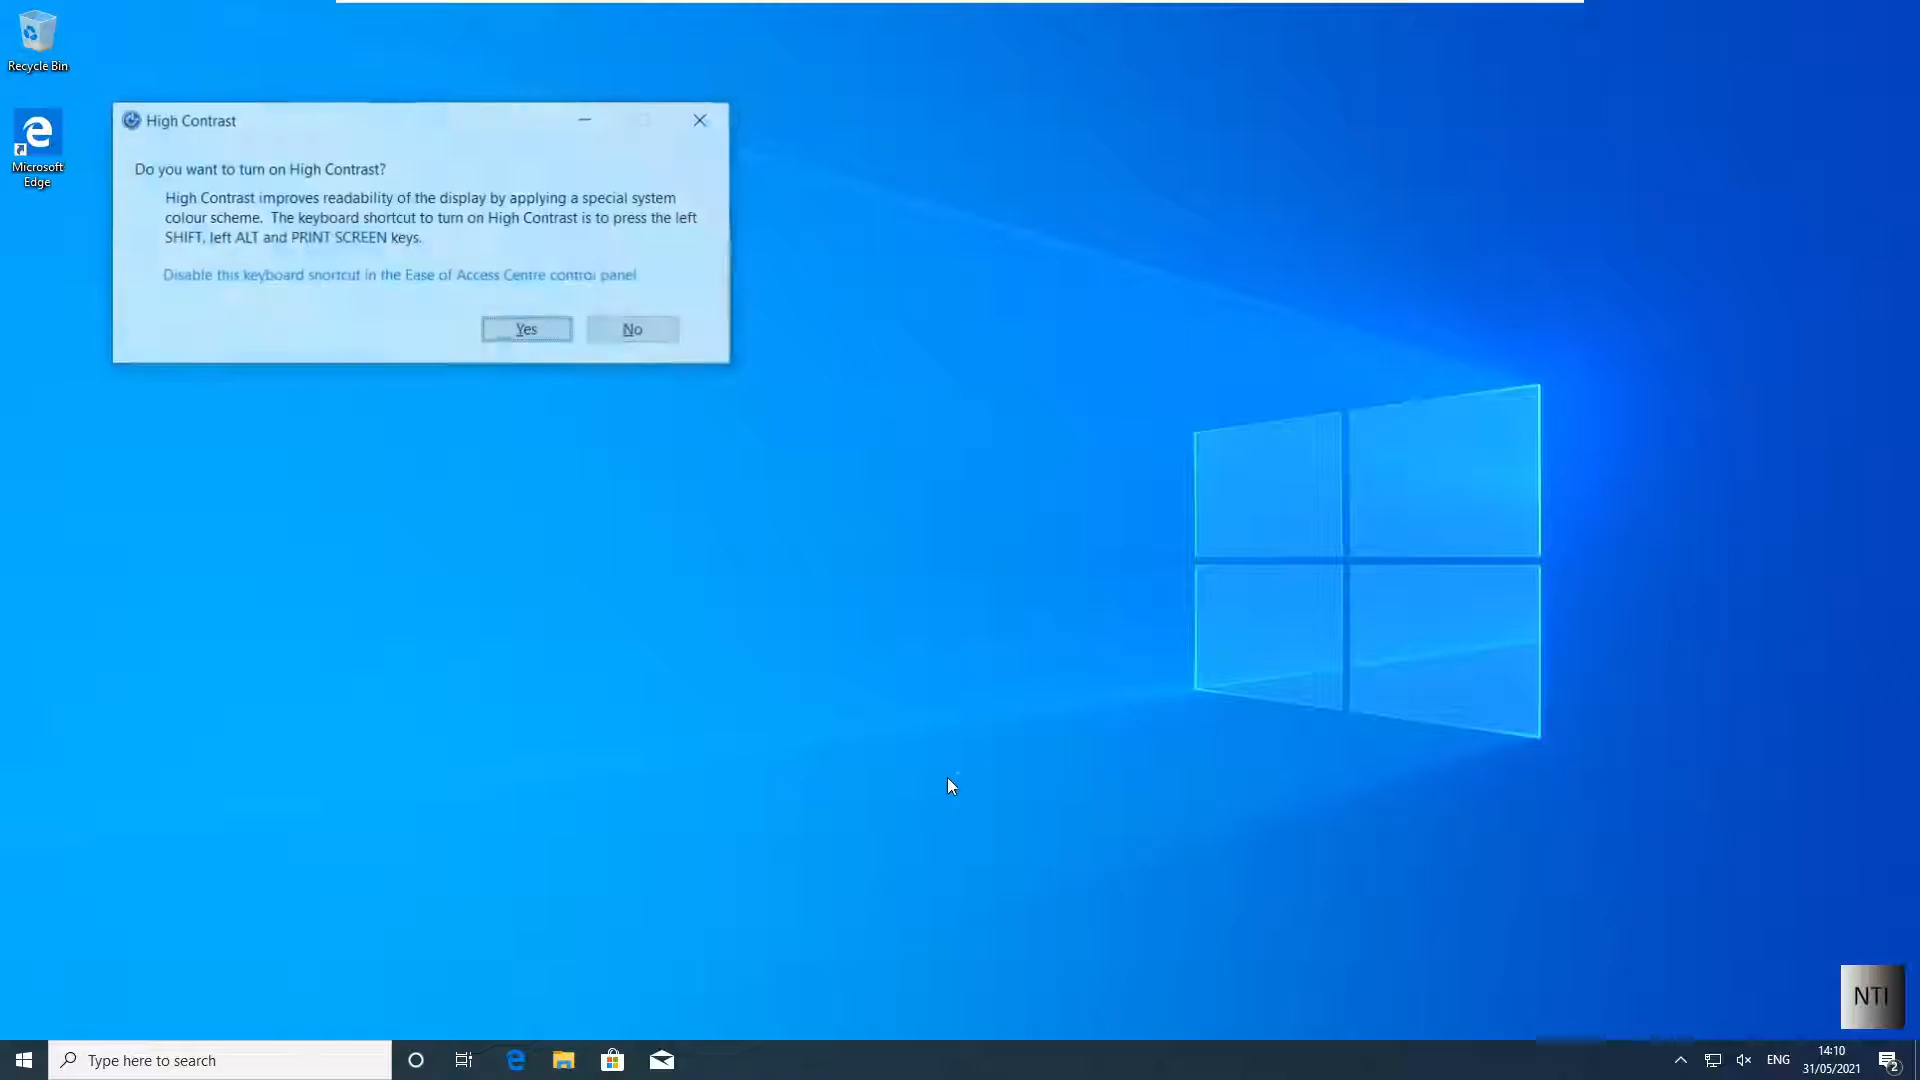 Recycle Bin
Microsoft
Edge
High Contrast
Do you want to turn on High Contrast?
High Contrast improves readability of the display by applying a special system
colour scheme. The keyboard shortcut to turn on High Contrast is to press the left
SHIFT, left ALT and PRINT SCREEN keys.
Disable this keyboard shortcut in the Ease of Access Centre control panel
Yes No
NTI
Type here to search
ENG
14:10
31/05/2021
2